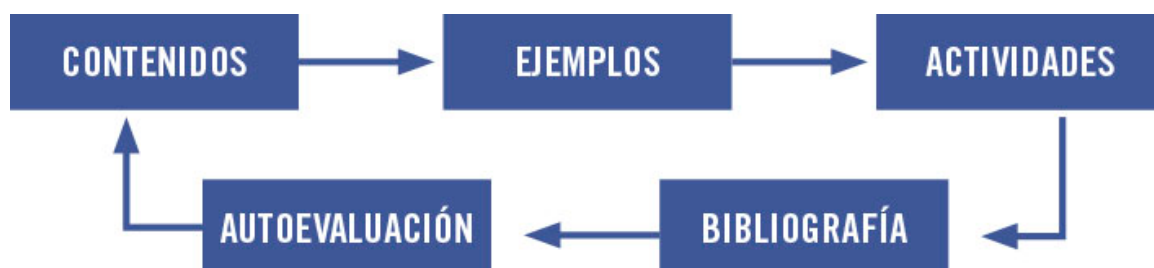 CONTENIDOS
EJEMPLOS
ACTIVIDADES
AUTOEVALUACIÓN
BIBLIOGRAFÍA